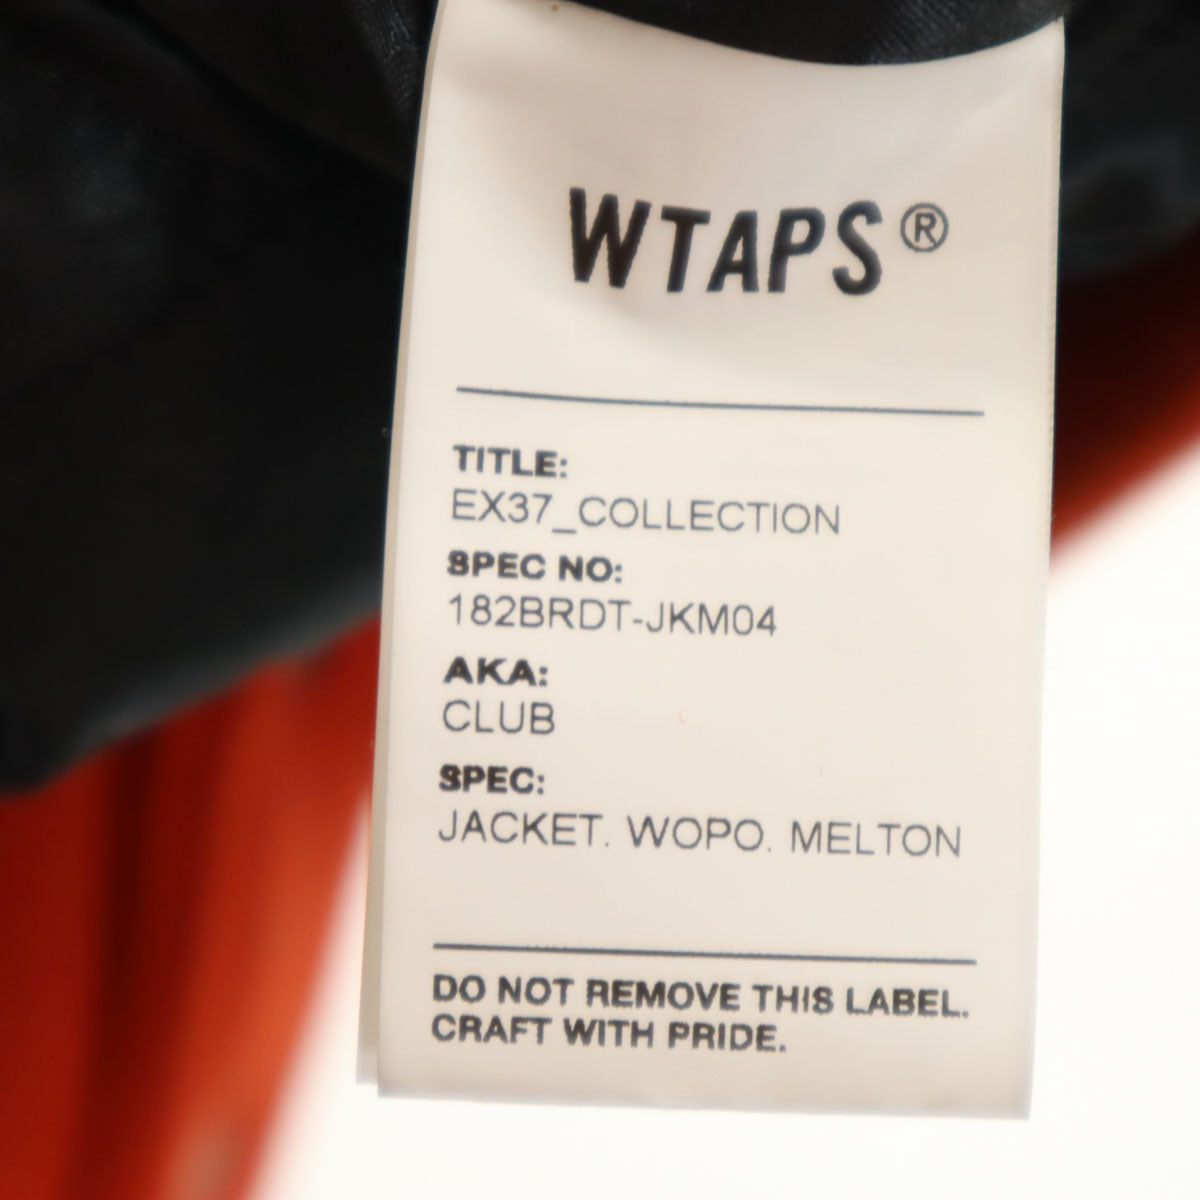 WTAPS®
TITLE:
EX37_COLLECTION
SPEC NO:
182BRDT-JKM04
AKA:
CLUB
SPEC:
JACKET. WOPO. MELTON
DO NOT REMOVE THIS LABEL.
CRAFT WITH PRIDE.